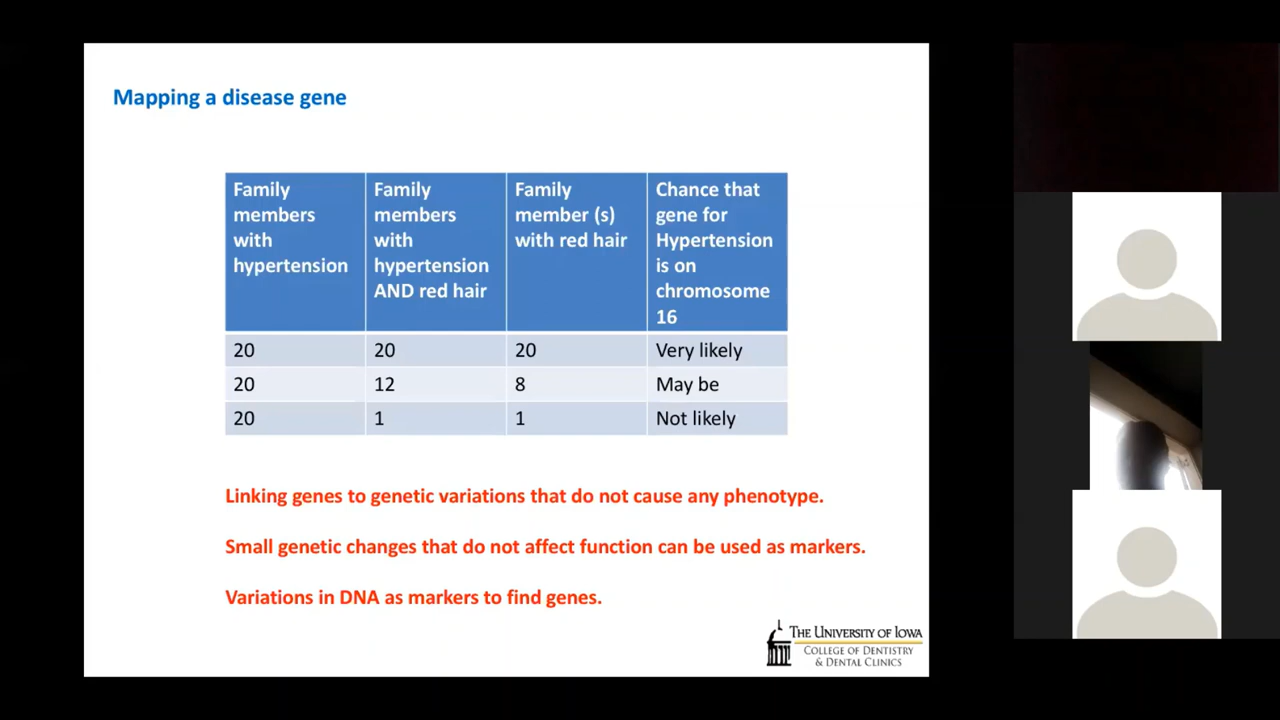 Mapping a disease gene
Family members with hypertension
Family members with hypertension AND red hair
Family member (s) with red hair
Chance that gene for Hypertension is on chromosome 16
20 20 20 Very likely
20 12 8 May be
20 1 1 Not likely
Linking genes to genetic variations that do not cause any phenotype.
Small genetic changes that do not affect function can be used as markers.
Variations in DNA as markers to find genes.
THE UNIVERSITY OF IOWA
COLLEGE OF DENTISTRY
& DENTAL CLINICS